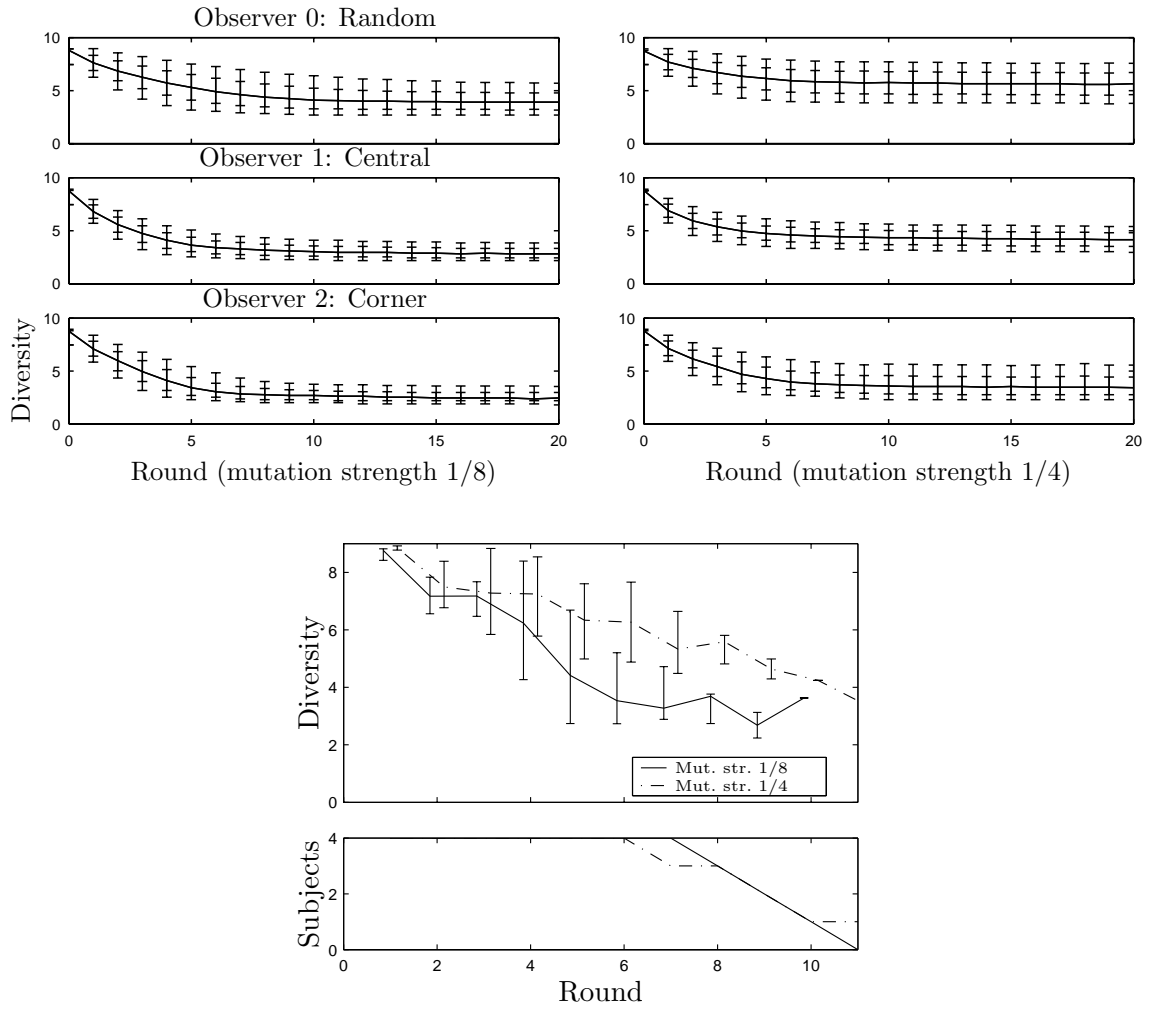 Observer 0: Random
10
5
0
10
5
0
Observer 1: Central
10
5
0
10
5
0
Observer 2: Corner
10
5
0
10
5
0
Diversity
0 5 10 15 20
0 5 10 15 20
Round (mutation strength 1/8)
Round (mutation strength 1/4)
8
6
4
2
0
Diversity
Mut. str. 1/8
Mut. str. 1/4
4
2
0
Subjects
0 2 4 6 8 10
Round